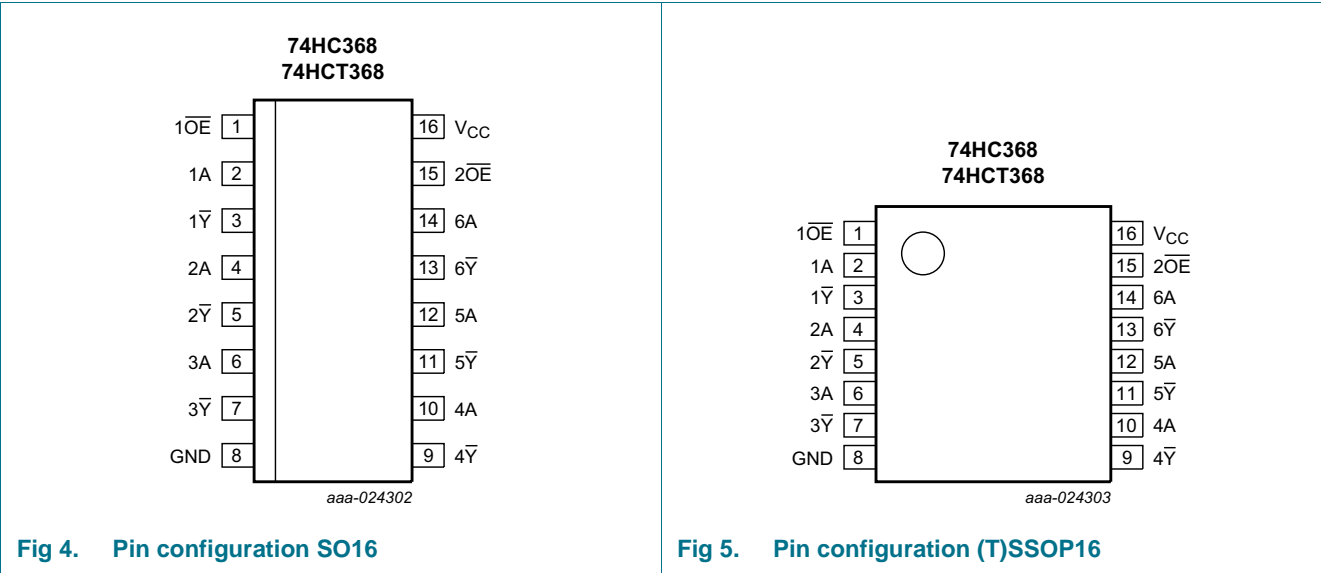 74HC368
74HCT368
1O̅E̅ 1 16 VCC
1A 2 15 2O̅E̅
1Y̅ 3 14 6A
2A 4 13 6Y̅
2Y̅ 5 12 5A
3A 6 11 5Y̅
3Y̅ 7 10 4A
GND 8 9 4Y̅
aaa-024302
Fig 4. Pin configuration SO16
74HC368
74HCT368
1O̅E̅ 1 16 VCC
1A 2 15 2O̅E̅
1Y̅ 3 14 6A
2A 4 13 6Y̅
2Y̅ 5 12 5A
3A 6 11 5Y̅
3Y̅ 7 10 4A
GND 8 9 4Y̅
aaa-024303
Fig 5. Pin configuration (T)SSOP16